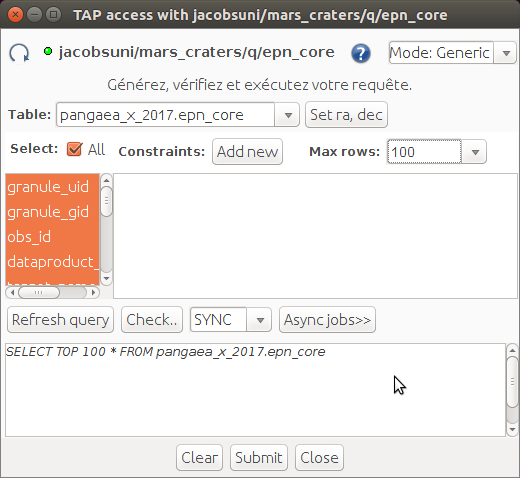 TAP access with jacobsuni/mars_craters/q/epn_core
jacobsuni/mars_craters/q/epn_core ? Mode: Generic
Générez, vérifiez et exécutez votre requête.
Table: pangaea_x_2017.epn_core Set ra, dec
Select: All Constraints: Add new Max rows: 100
granule_uid
granule_gid
obs_id
dataproduct_
Refresh query Check.. SYNC Async jobs>>
SELECT TOP 100 * FROM pangaea_x_2017.epn_core
Clear Submit Close